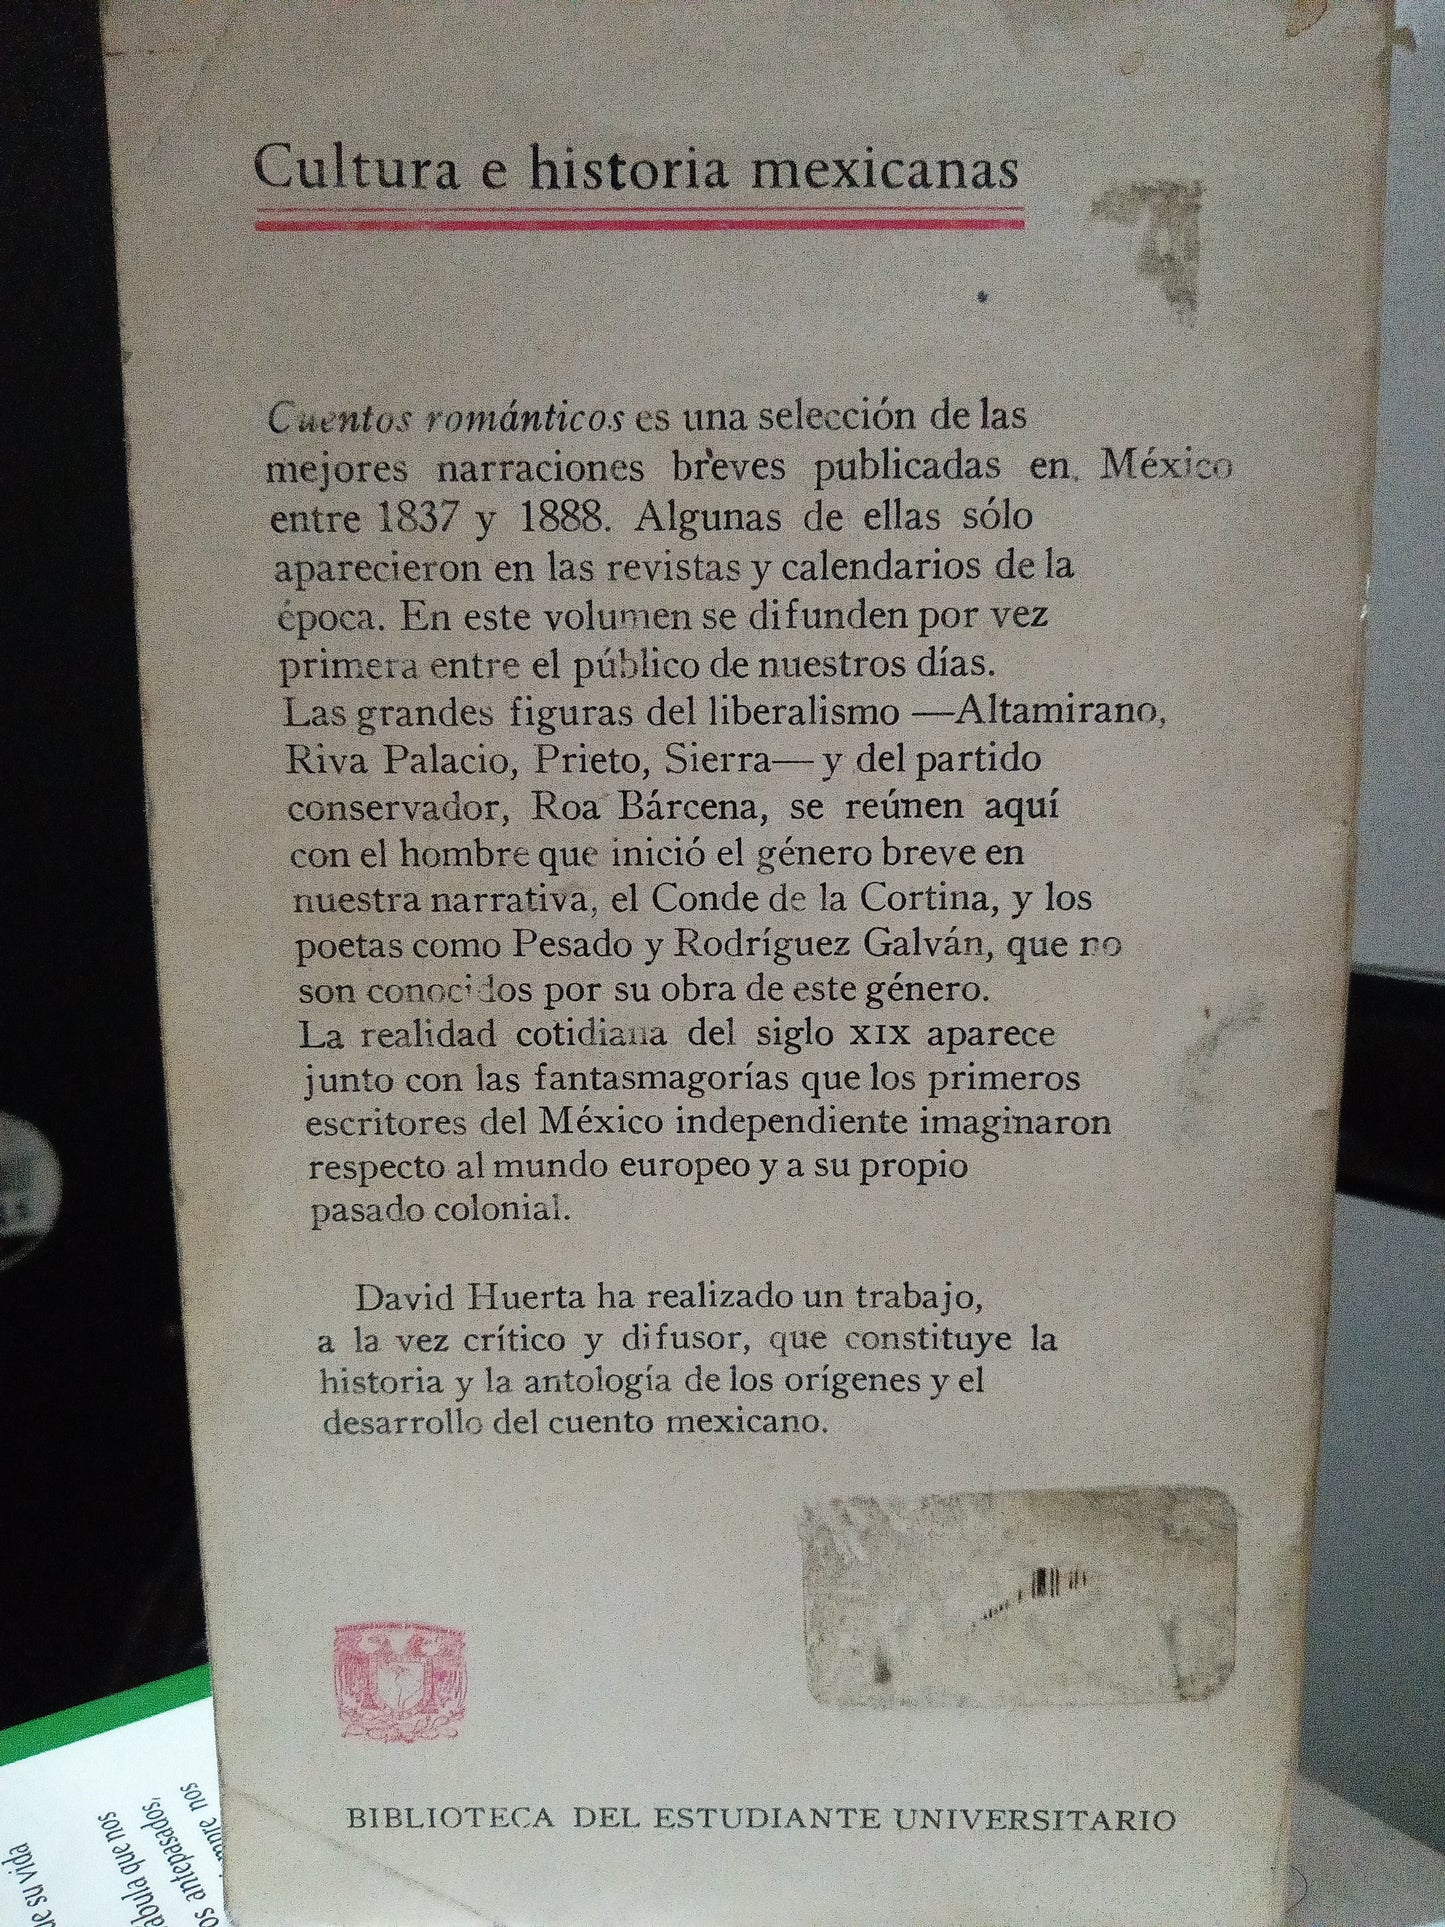 Cultura e historia mexicanas
Cuentos románticos es una selección de las
mejores narraciones breves publicadas en México
entre 1837 y 1888. Algunas de ellas sólo
aparecieron en las revistas y calendarios de la
época. En este volumen se difunden por vez
primera entre el público de nuestros días.
Las grandes figuras del liberalismo —Altamirano,
Riva Palacio, Prieto, Sierra— y del partido
conservador, Roa Bárcena, se reúnen aquí
con el hombre que inició el género breve en
nuestra narrativa, el Conde de la Cortina, y los
poetas como Pesado y Rodríguez Galván, que no
son conocidos por su obra de este género.
La realidad cotidiana del siglo XIX aparece
junto con las fantasmagorías que los primeros
escritores del México independiente imaginaron
respecto al mundo europeo y a su propio
pasado colonial.
David Huerta ha realizado un trabajo,
a la vez crítico y difusor, que constituye la
historia y la antología de los orígenes y el
desarrollo del cuento mexicano.
BIBLIOTECA DEL ESTUDIANTE UNIVERSITARIO
nos
antepasados,
que nos
su vida